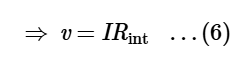 ⇒ v = IR_int …(6)